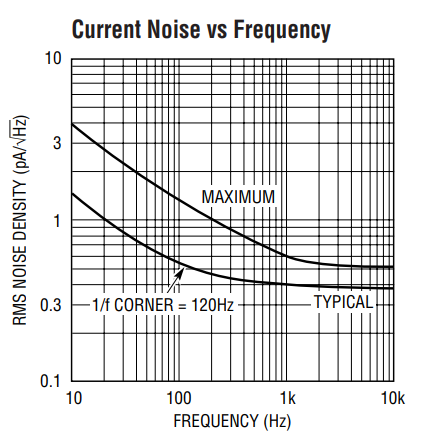 Current Noise vs Frequency
RMS NOISE DENSITY (pA/√Hz)
10
3
1
0.3
0.1
MAXIMUM
1/f CORNER = 120Hz
TYPICAL
10
100
1k
10k
FREQUENCY (Hz)